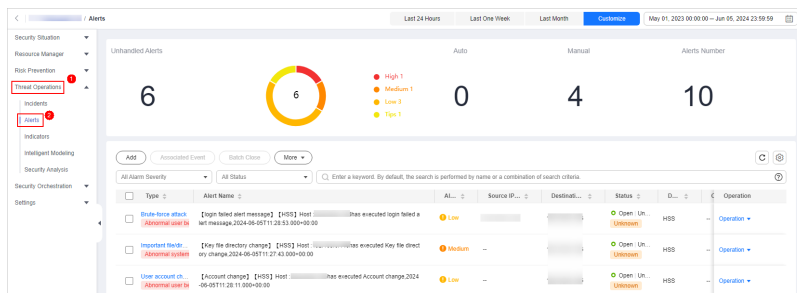 / Alerts
Last 24 Hours
Last One Week
Last Month
Customize
May 01, 2023 00:00:00 – Jun 05, 2024 23:59:59
Security Situation
Resource Manager
Risk Prevention
Threat Operations
1
Incidents
Alerts
2
Indicators
Intelligent Modeling
Security Analysis
Security Orchestration
Settings
Unhandled Alerts
6
6
High 1
Medium 1
Low 3
Tips 1
Auto
0
Manual
4
Alerts Number
10
Add
Associated Event
Batch Close
More
All Alarm Severity
All Status
Enter a keyword. By default, the search is performed by name or a combination of search criteria.
Type
Alert Name
Al...
Source IP...
Destinati...
Status
D...
Operation
Brute-force attack
Abnormal user be
【login failed alert message】【HSS】Host
has executed login failed a
lert message,2024-06-05T11:28:53.000+00:00
Low
Open Un...
Unknown
HSS
--
Operation
Important file/dir...
Abnormal system
【Key file directory change】【HSS】Host
has executed Key file direct
ory change,2024-06-05T11:27:43.000+00:00
Medium
--
Open Un...
Unknown
HSS
--
Operation
User account ch...
Abnormal user be
【Account change】【HSS】Host
has executed Account change,2024
-06-05T11:28:11.000+00:00
Low
--
Open Un...
Unknown
HSS
--
Operation